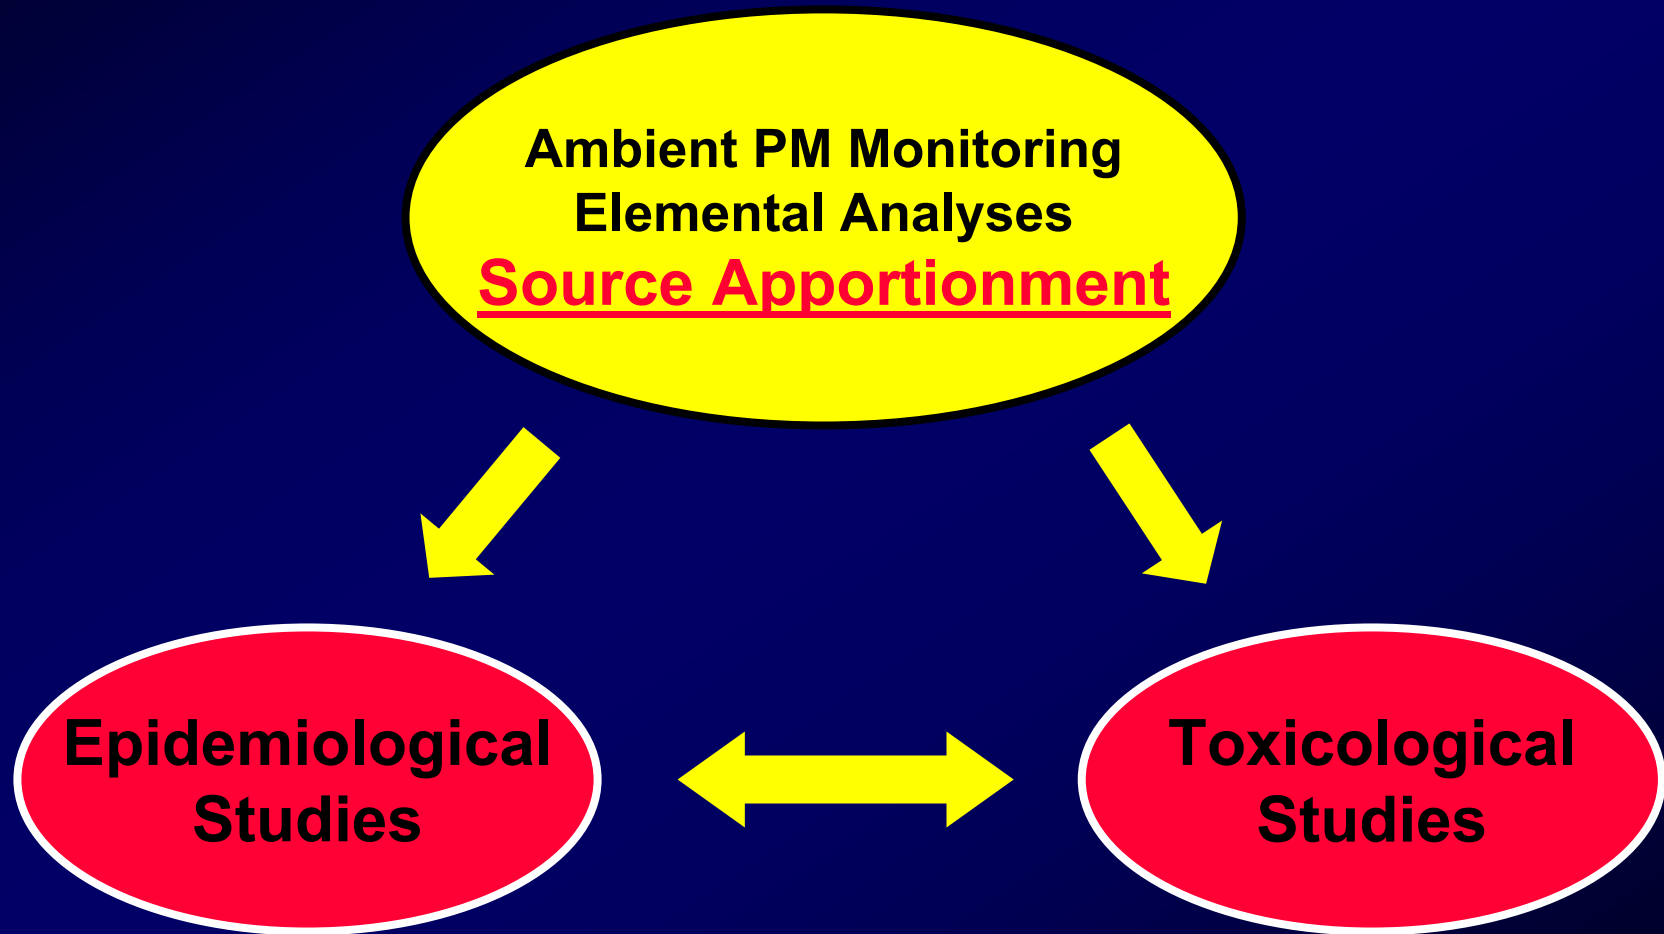 Ambient PM Monitoring
Elemental Analyses
Source Apportionment
Epidemiological
Studies
Toxicological
Studies